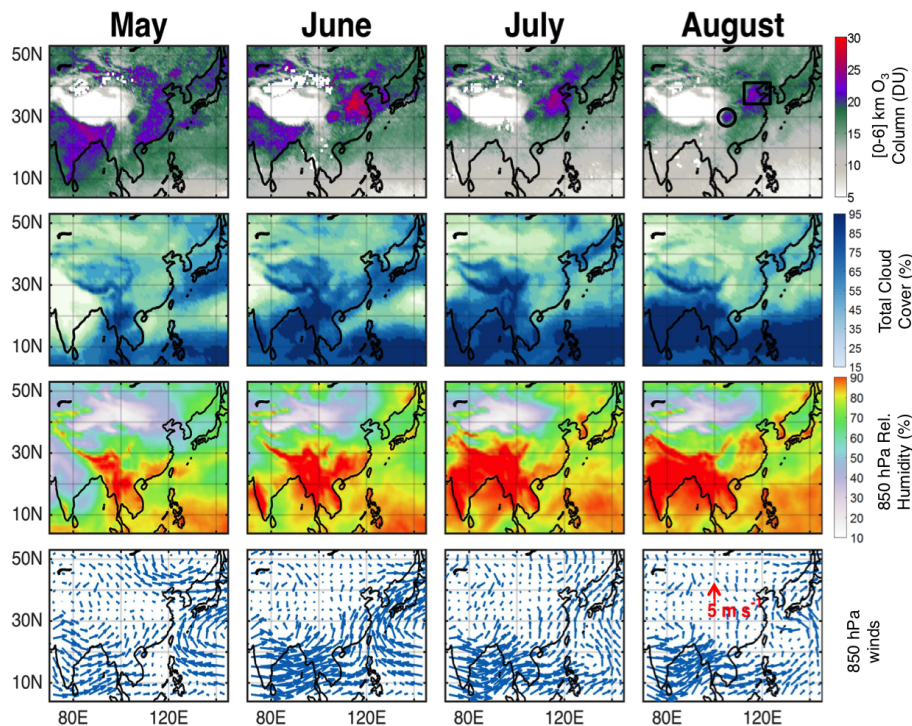 May June July August
50N
30N
10N
30
25
20
15
10
5
[0-6] km O3
Column (DU)
50N
30N
10N
95
85
75
65
55
45
35
25
15
Total Cloud
Cover (%)
50N
30N
10N
90
80
70
60
50
40
30
20
10
850 hPa Rel.
Humidity (%)
50N
30N
10N
5 m s-
850 hPa
winds
80E 120E 80E 120E 80E 120E 80E 120E